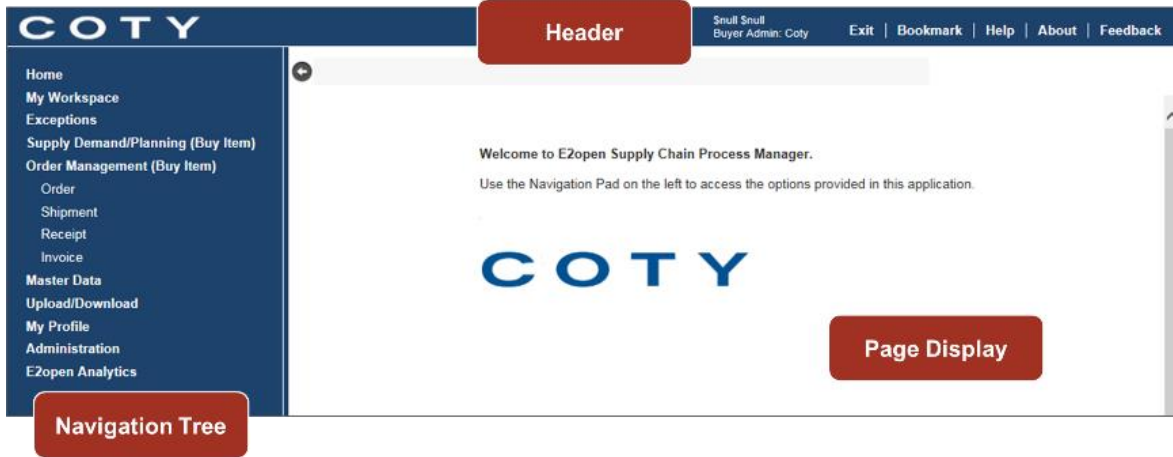 COTY
Header
$null $null
Buyer Admin: Coty
Exit | Bookmark | Help | About | Feedback
Home
My Workspace
Exceptions
Supply Demand/Planning (Buy Item)
Order Management (Buy Item)
Order
Shipment
Receipt
Invoice
Master Data
Upload/Download
My Profile
Administration
E2open Analytics
Navigation Tree
Welcome to E2open Supply Chain Process Manager.
Use the Navigation Pad on the left to access the options provided in this application.
COTY
Page Display